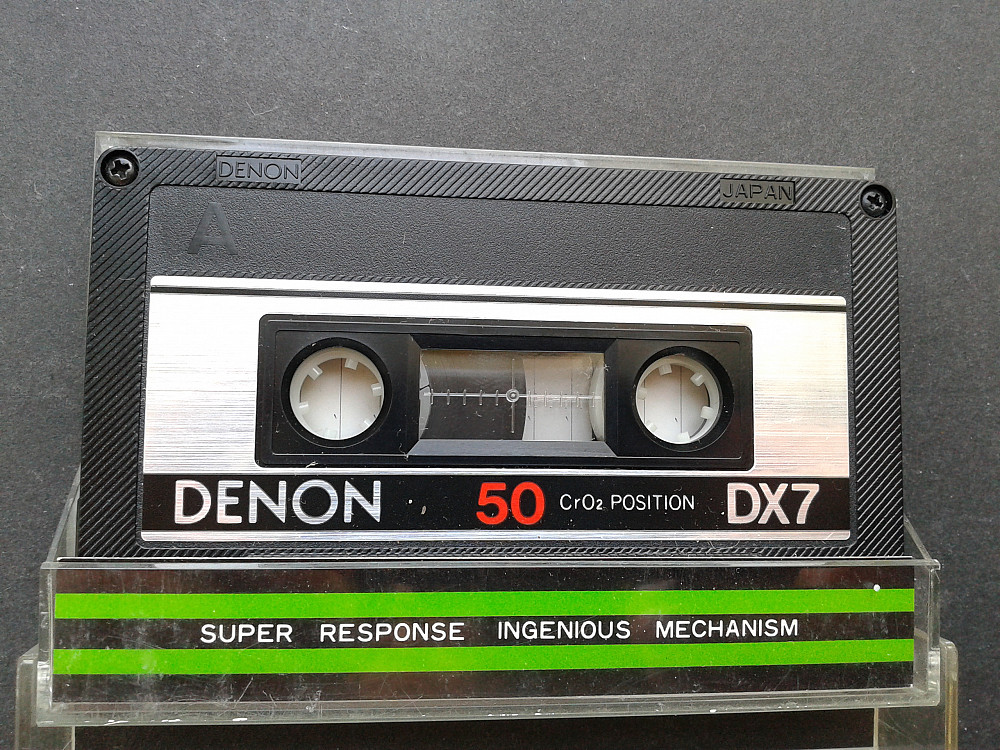 DENON
JAPAN
A
DENON 50 CrO₂ POSITION DX7
SUPER RESPONSE INGENIOUS MECHANISM